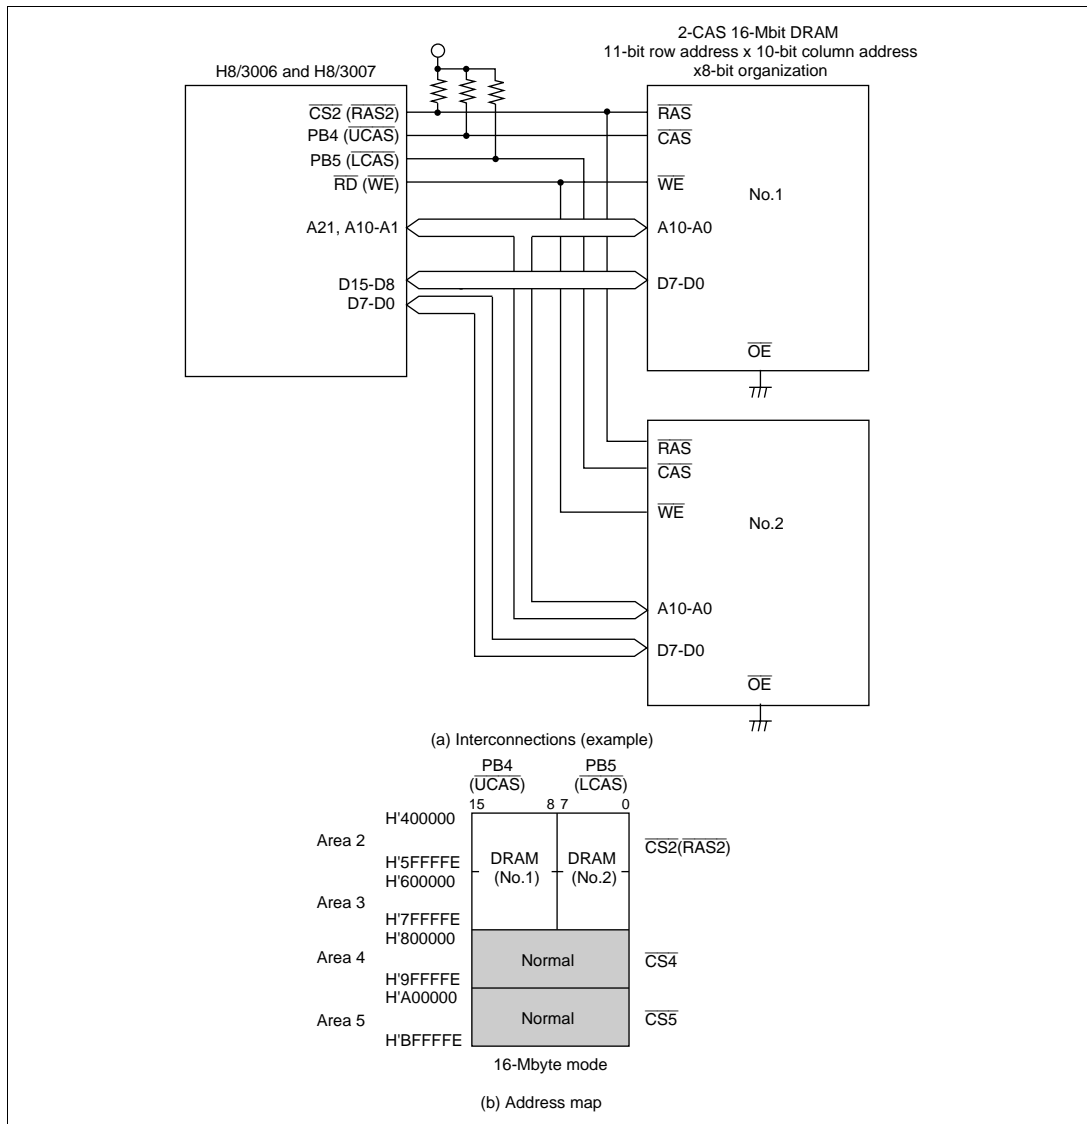 2-CAS 16-Mbit DRAM
11-bit row address x 10-bit column address
x8-bit organization
H8/3006 and H8/3007
CS2 (RAS2)
PB4 (UCAS)
PB5 (LCAS)
RD (WE)
A21, A10-A1
D15-D8
D7-D0
RAS
CAS
WE
No.1
A10-A0
D7-D0
OE
RAS
CAS
WE
No.2
A10-A0
D7-D0
OE
(a) Interconnections (example)
PB4 (UCAS)
PB5 (LCAS)
15 8 7 0
Area 2
H'400000
H'5FFFFE
Area 3
H'600000
H'7FFFFE
Area 4
H'800000
H'9FFFFE
Area 5
H'A00000
H'BFFFFE
DRAM (No.1)
DRAM (No.2)
Normal
Normal
CS2(RAS2)
CS4
CS5
16-Mbyte mode
(b) Address map